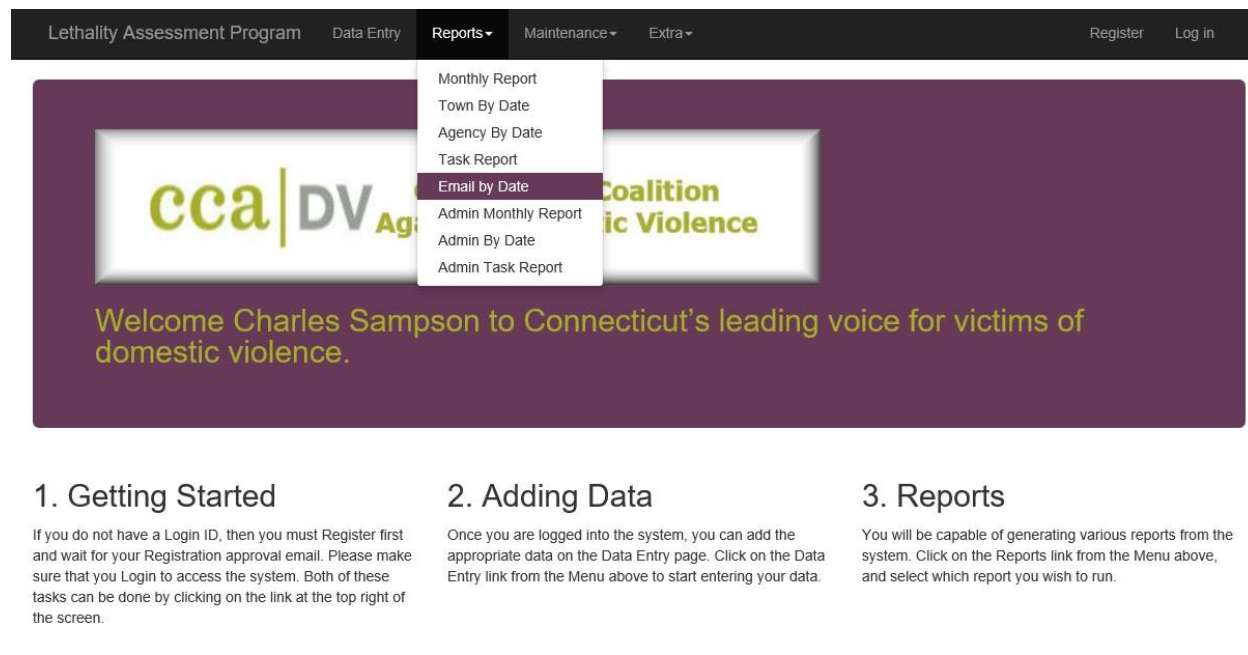 Lethality Assessment Program Data Entry Reports Maintenance Extra Register Log in
Monthly Report
Town By Date
Agency By Date
Task Report
Email by Date
Admin Monthly Report
Admin By Date
Admin Task Report
cca DV
Coalition
Violence
Welcome Charles Sampson to Connecticut's leading voice for victims of
domestic violence.
1. Getting Started
If you do not have a Login ID, then you must Register first
and wait for your Registration approval email. Please make
sure that you Login to access the system. Both of these
tasks can be done by clicking on the link at the top right of
the screen.
2. Adding Data
Once you are logged into the system, you can add the
appropriate data on the Data Entry page. Click on the Data
Entry link from the Menu above to start entering your data.
3. Reports
You will be capable of generating various reports from the
system. Click on the Reports link from the Menu above,
and select which report you wish to run.